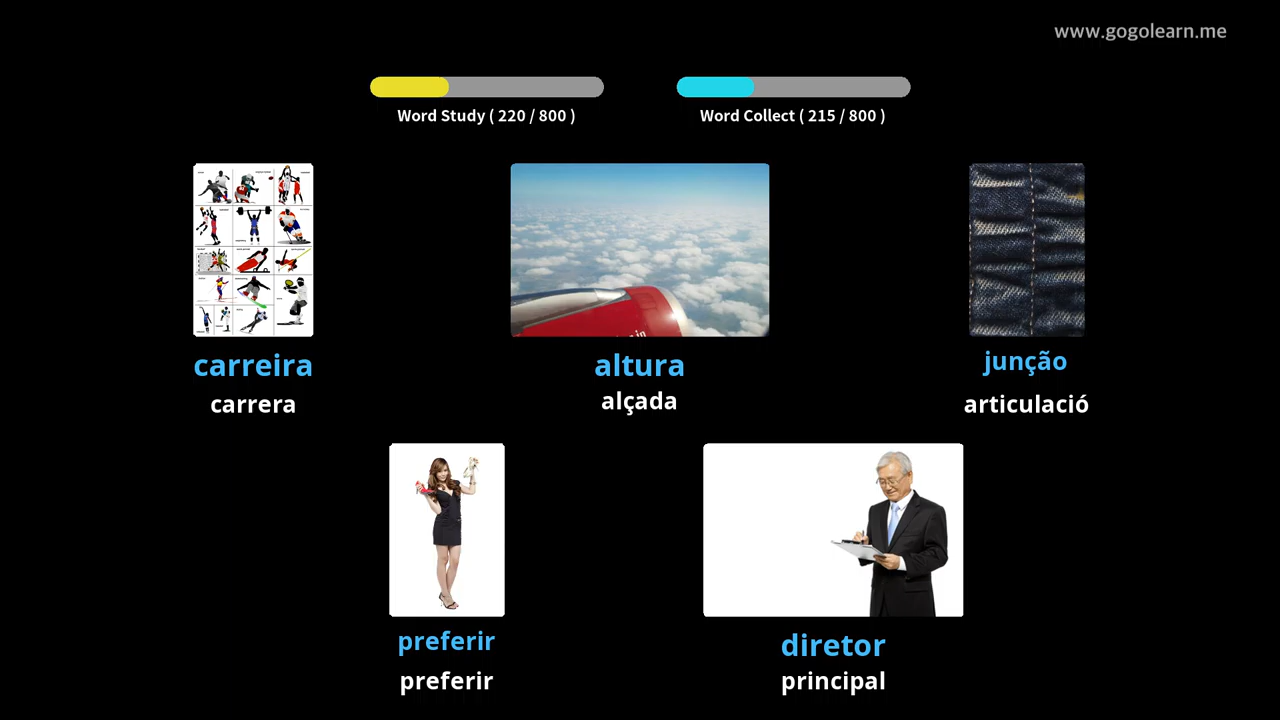 www.gogolearn.me
Word Study ( 220 / 800 )
Word Collect ( 215 / 800 )
carreira
carrera
altura
alçada
junção
articulació
preferir
preferir
diretor
principal